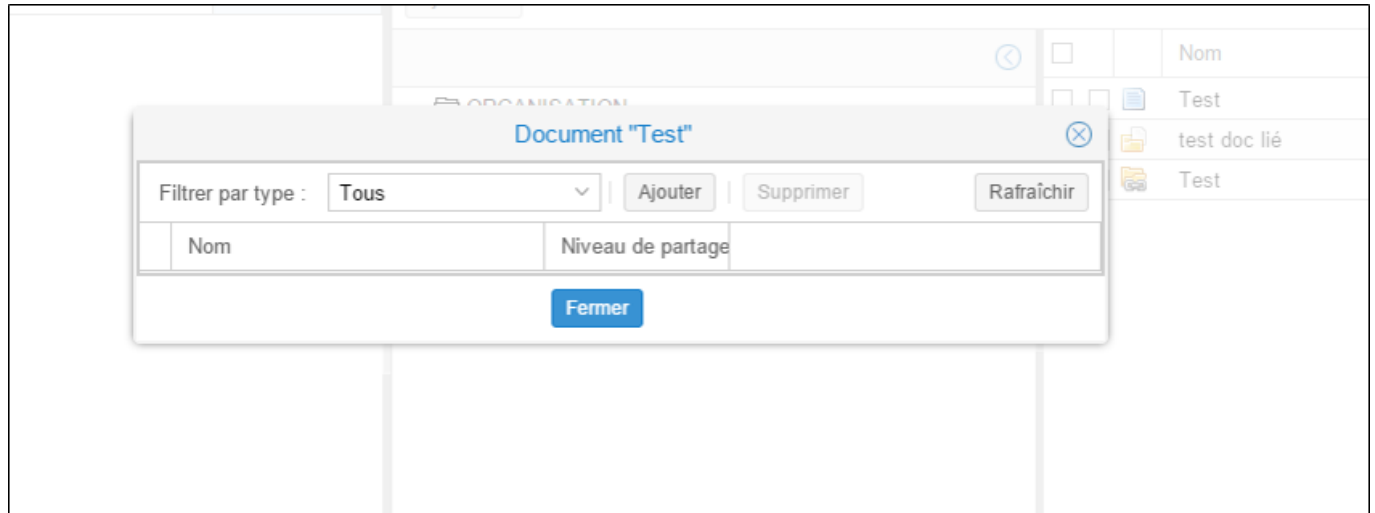 Nom
ORGANISATION
Test
Document "Test"
test doc lié
Filtrer par type : Tous Ajouter Supprimer Rafraîchir
Test
Nom Niveau de partage
Fermer